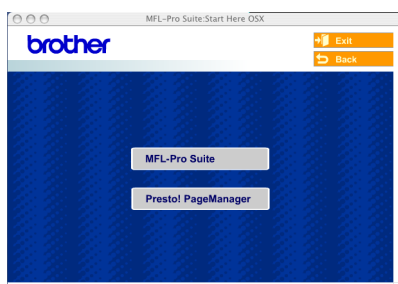 MFL-Pro Suite:Start Here OSX
brother
Exit
Back
MFL-Pro Suite
Presto! PageManager